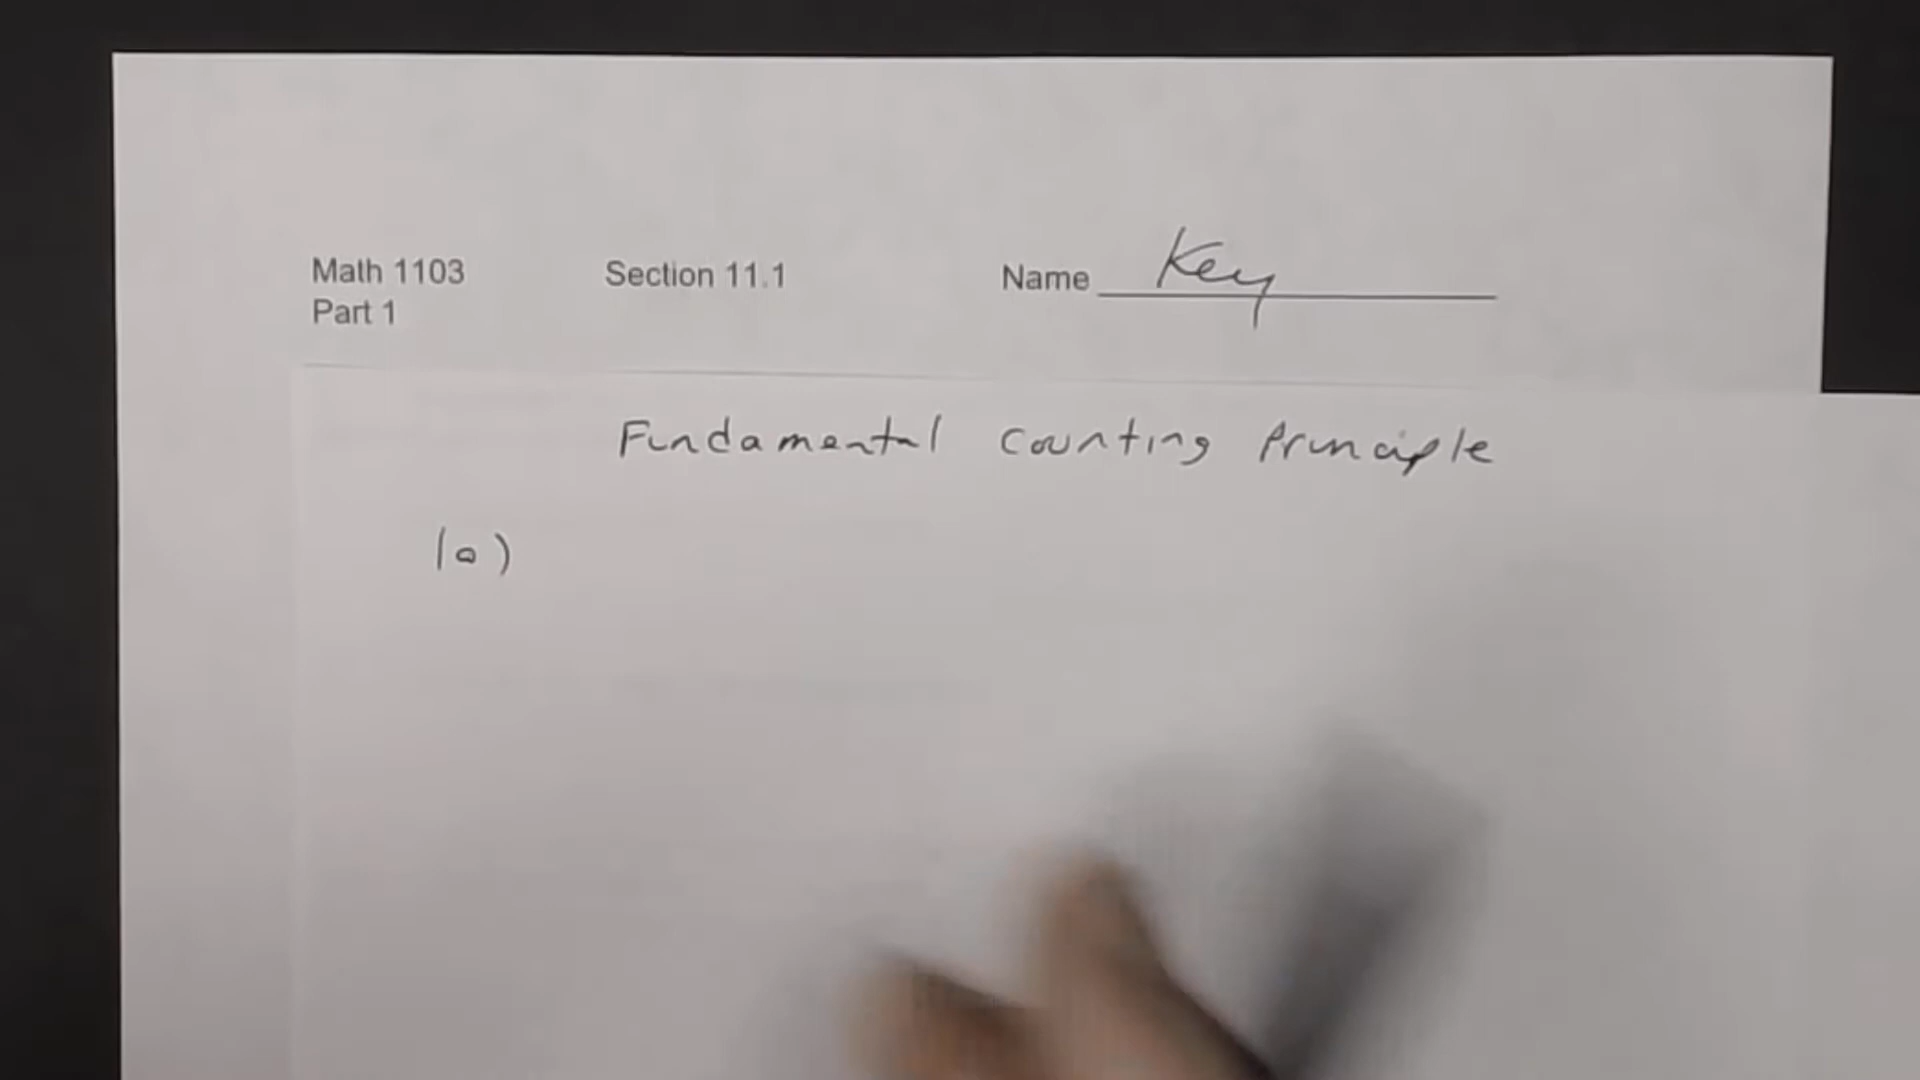 Math 1103 Section 11.1 Name Key
Part 1
Fundamental Counting Principle
1a)